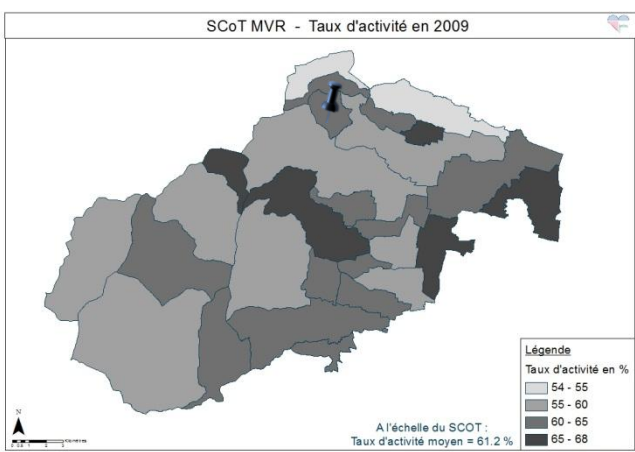 SCoT MVR - Taux d'activité en 2009
Légende
Taux d'activité en %
54 - 55
55 - 60
60 - 65
65 - 68
A l'échelle du SCOT :
Taux d'activité moyen = 61.2 %
N